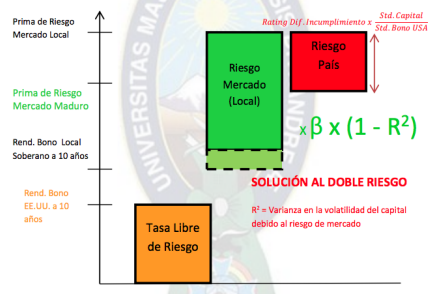 Prima de Riesgo
Mercado Local
Prima de Riesgo
Mercado Maduro
Rend. Bono Local
Soberano a 10 años
Rend. Bono
EE.UU. a 10
años
Tasa Libre
de Riesgo
Riesgo
Mercado
(Local)
Rating Dif. Incumplimiento x Std. Capital
Std. Bono USA
Riesgo
País
x β x (1 - R²)
SOLUCIÓN AL DOBLE RIESGO
R² = Varianza en la volatilidad del capital
debido al riesgo de mercado
UNIVERSIDAD MA
ANDR